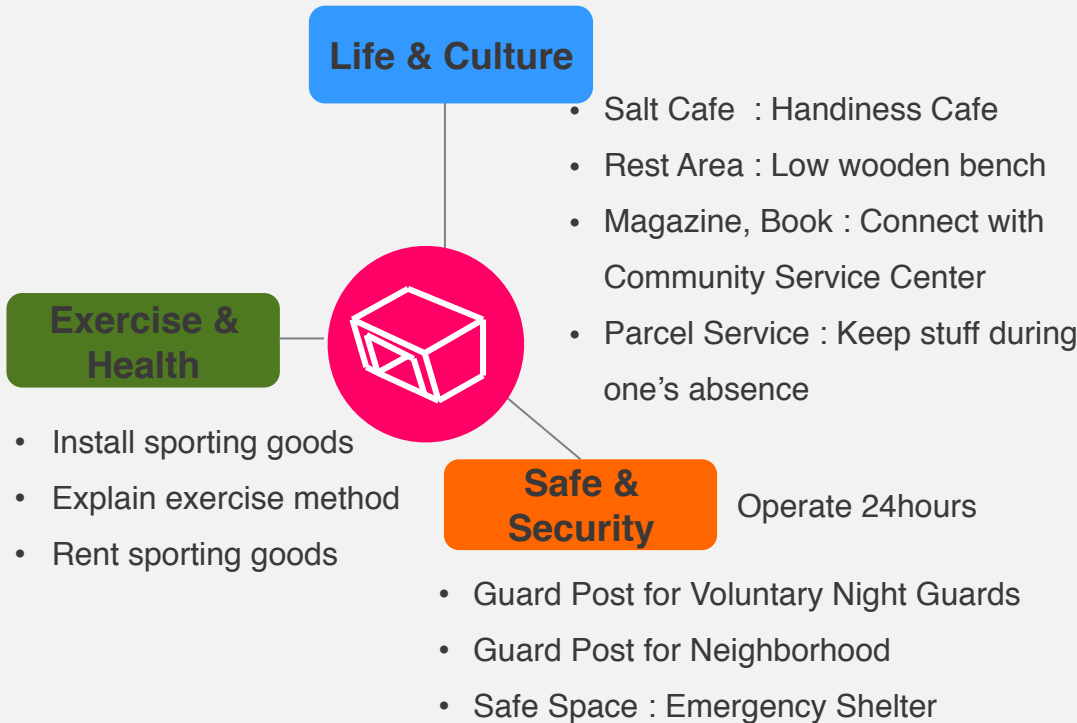 Life & Culture
• Salt Cafe : Handiness Cafe
• Rest Area : Low wooden bench
• Magazine, Book : Connect with
Community Service Center
• Parcel Service : Keep stuff during
one’s absence
Exercise &
Health
• Install sporting goods
• Explain exercise method
• Rent sporting goods
Safe &
Security
Operate 24hours
• Guard Post for Voluntary Night Guards
• Guard Post for Neighborhood
• Safe Space : Emergency Shelter